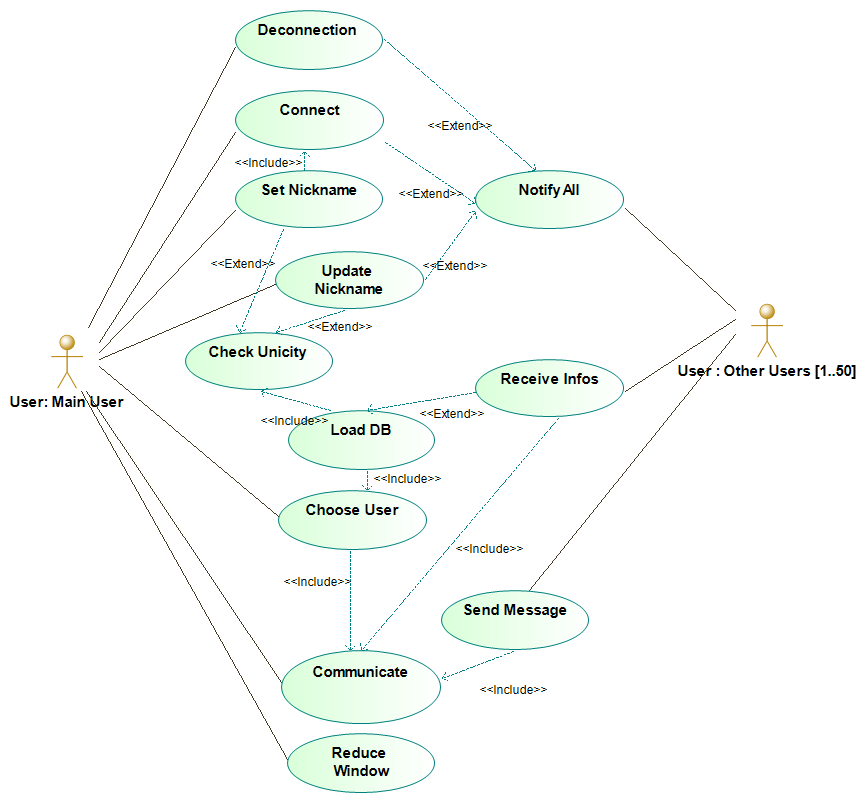 Deconnection
<<Extend>>
Connect
<<Include>>
Set Nickname
Notify All
<<Extend>>
<<Extend>>
Update
Nickname
<<Extend>>
<<Extend>>
Check Unicity
User: Main User
User : Other Users [1..50]
Receive Infos
<<Extend>>
<<Include>>
Load DB
<<Include>>
Choose User
<<Include>>
<<Include>>
Send Message
Communicate
<<Include>>
Reduce
Window